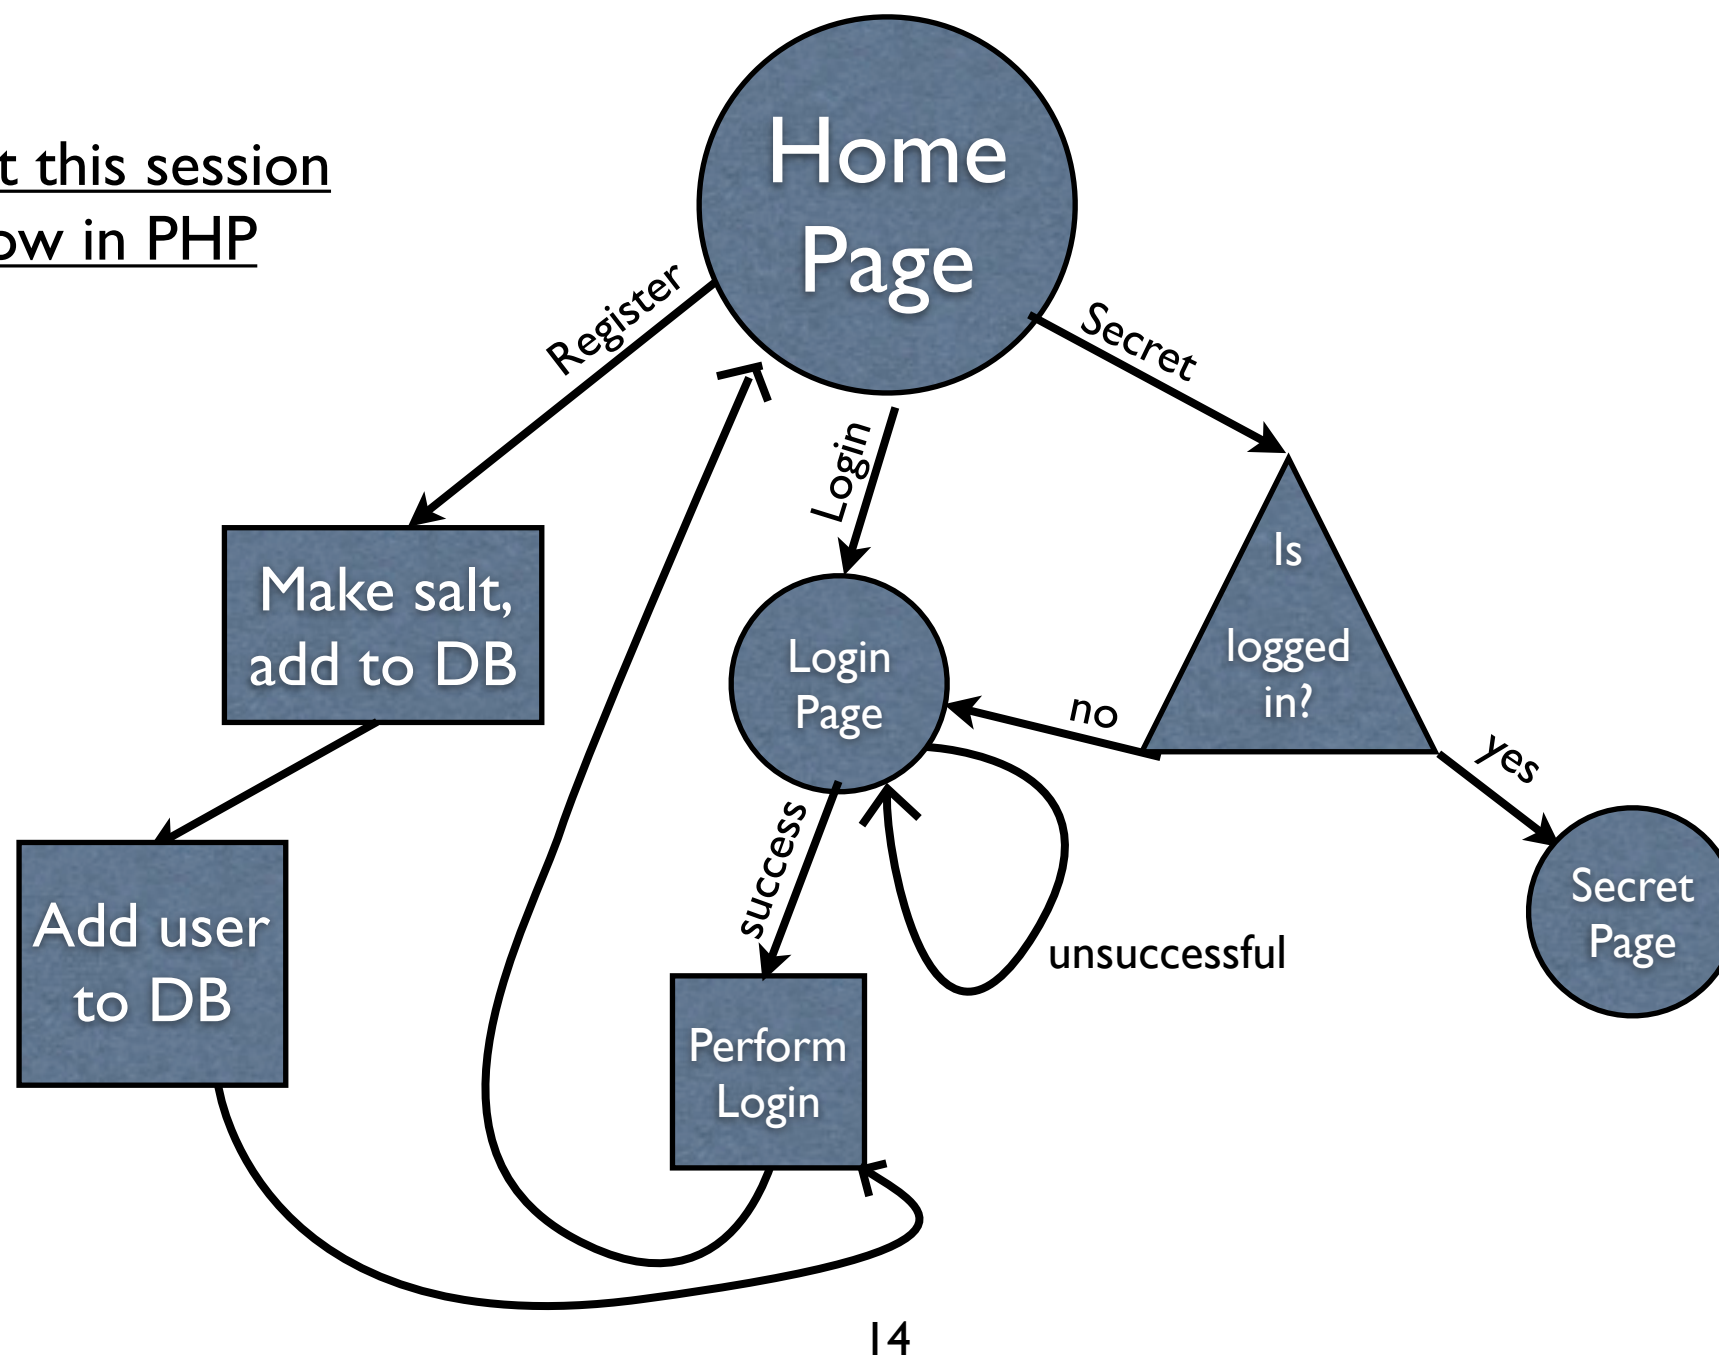 t this session
ow in PHP
Home
Page
Register
Secret
Login
Make salt,
add to DB
Is
logged
in?
Login
Page
no
yes
success
unsuccessful
Add user
to DB
Secret
Page
Perform
Login
14